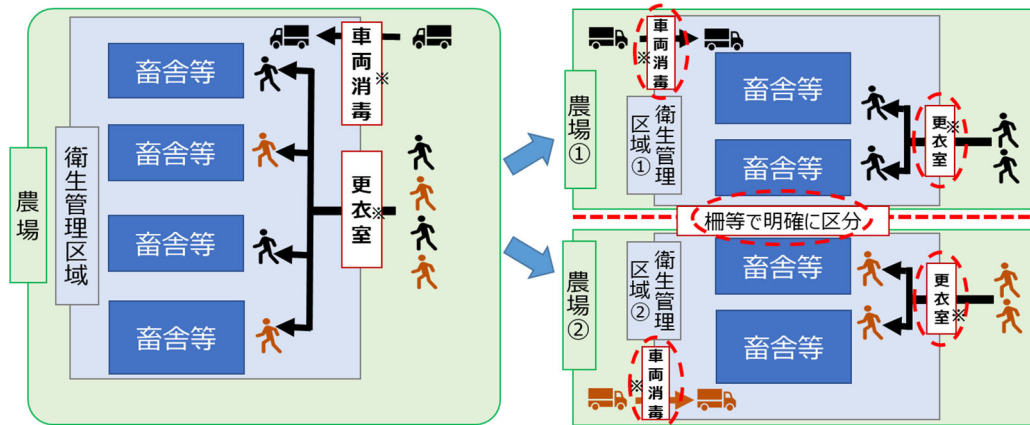 農場
衛生管理区域
畜舎等
畜舎等
畜舎等
畜舎等
車両消毒※
更衣室※
農場①
衛生管理
区域①
車両消毒
※
畜舎等
畜舎等
更衣室※
柵等で明確に区分
農場②
衛生管理
区域②
畜舎等
畜舎等
更衣室※
車両消毒
※